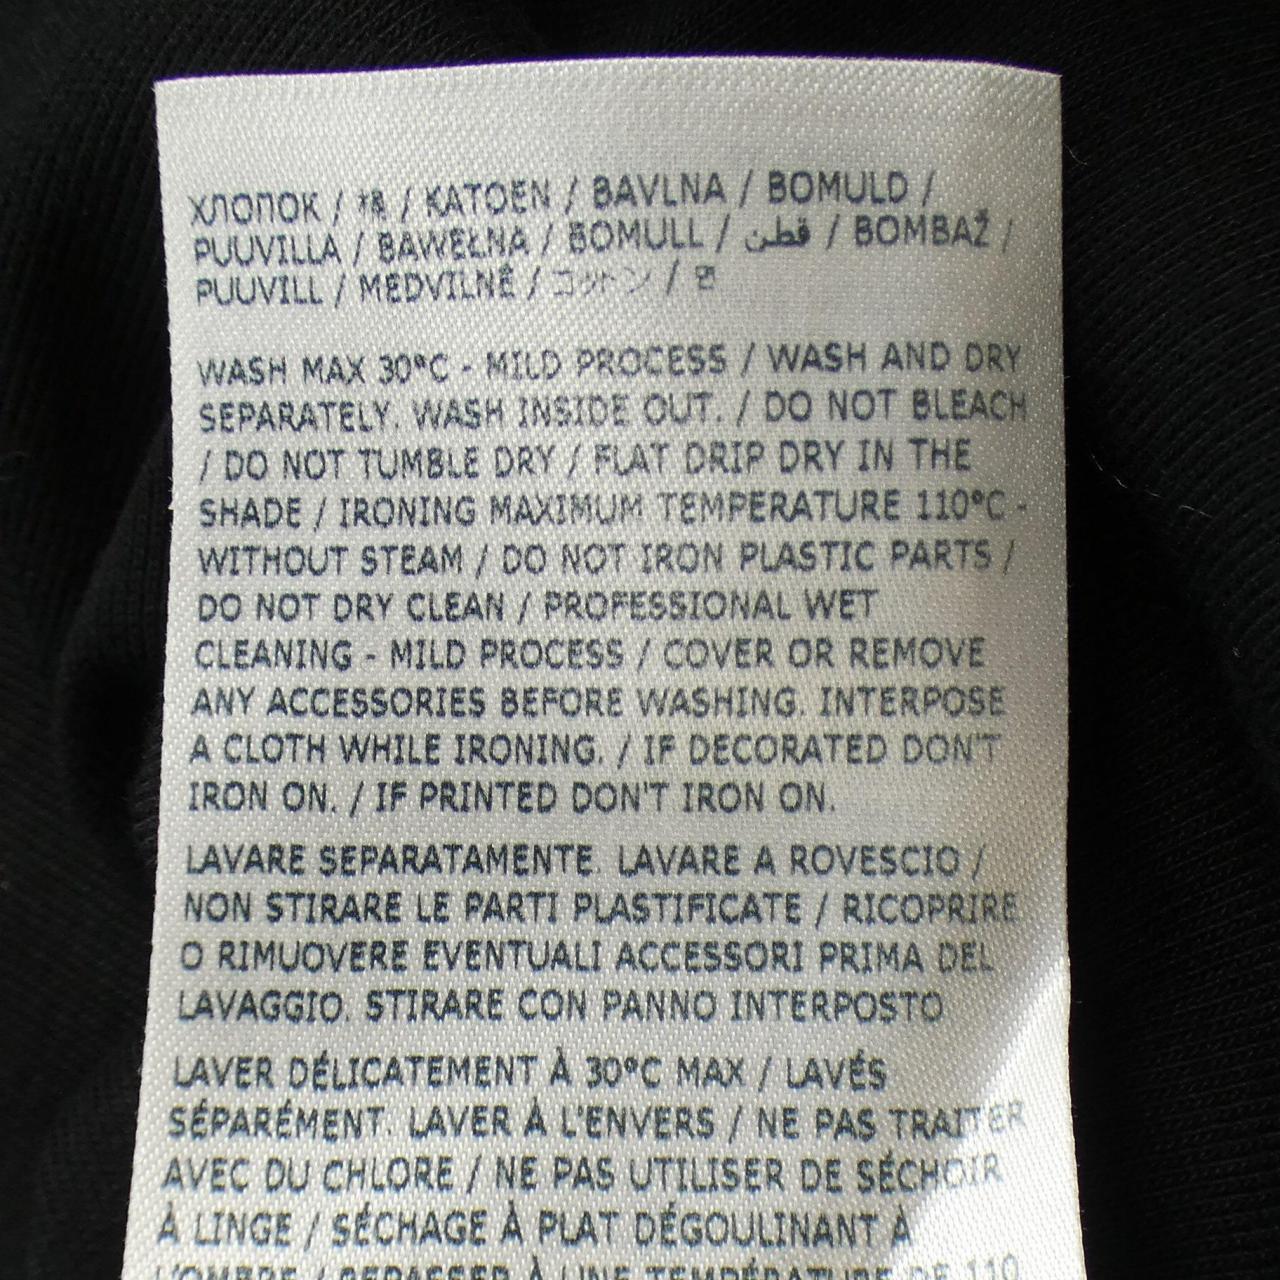 ХЛОПОК / 棉 / KATOEN / BAVLNA / BOMULD /
PUUVILLA / BAWEŁNA / BOMULL / قطن / BOMBAŽ /
PUUVILL / MEDVILNĖ / コットン / 면
WASH MAX 30°C - MILD PROCESS / WASH AND DRY
SEPARATELY. WASH INSIDE OUT. / DO NOT BLEACH
/ DO NOT TUMBLE DRY / FLAT DRIP DRY IN THE
SHADE / IRONING MAXIMUM TEMPERATURE 110°C -
WITHOUT STEAM / DO NOT IRON PLASTIC PARTS /
DO NOT DRY CLEAN / PROFESSIONAL WET
CLEANING - MILD PROCESS / COVER OR REMOVE
ANY ACCESSORIES BEFORE WASHING. INTERPOSE
A CLOTH WHILE IRONING. / IF DECORATED DON'T
IRON ON. / IF PRINTED DON'T IRON ON.
LAVARE SEPARATAMENTE. LAVARE A ROVESCIO /
NON STIRARE LE PARTI PLASTIFICATE / RICOPRIRE
O RIMUOVERE EVENTUALI ACCESSORI PRIMA DEL
LAVAGGIO. STIRARE CON PANNO INTERPOSTO
LAVER DÉLICATEMENT À 30°C MAX / LAVÉS
SÉPARÉMENT. LAVER À L'ENVERS / NE PAS TRAITER
AVEC DU CHLORE / NE PAS UTILISER DE SÉCHOIR
À LINGE / SÉCHAGE À PLAT DÉGOULINANT À
L'OMBRE / REPASSER À UNE TEMPÉRATURE DE 110